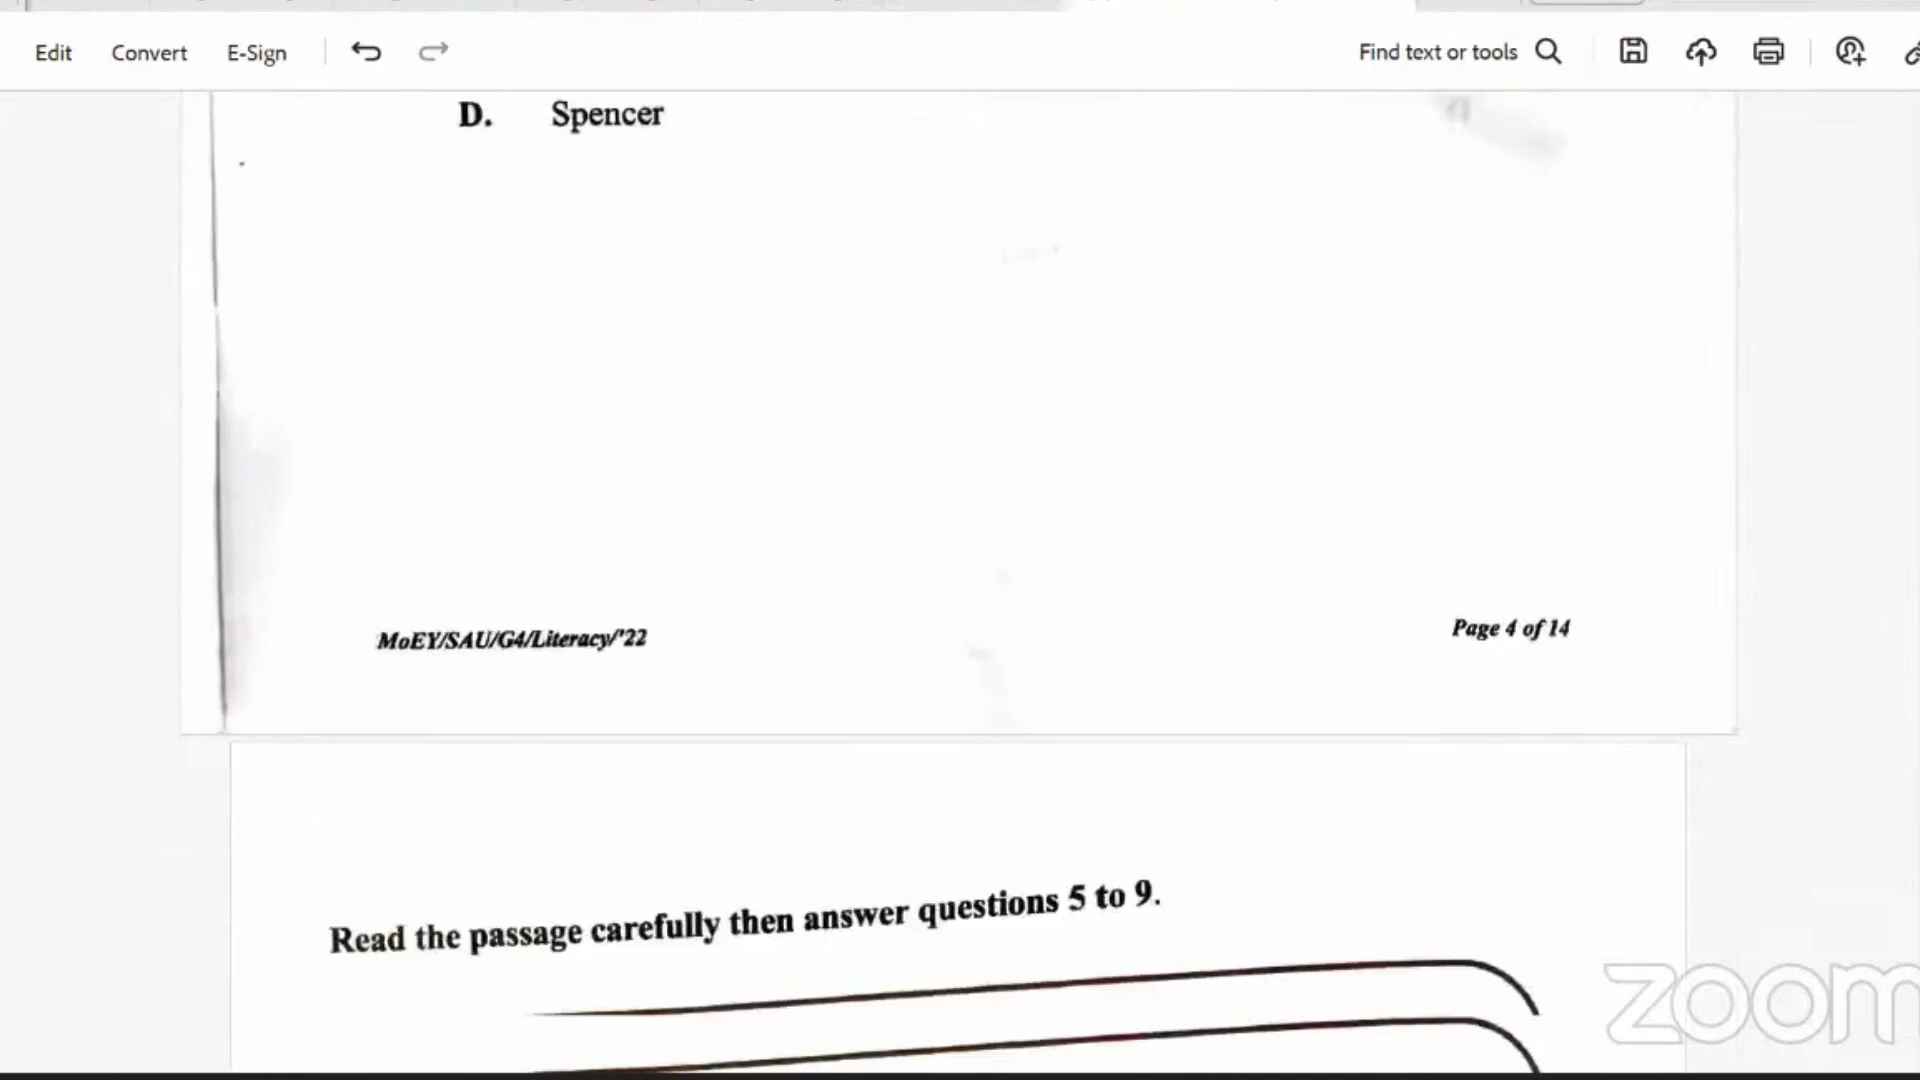 Edit Convert E-Sign Find text or tools
D. Spencer
MoEY/SAU/G4/Literacy/'22 Page 4 of 14
Read the passage carefully then answer questions 5 to 9.
zoom